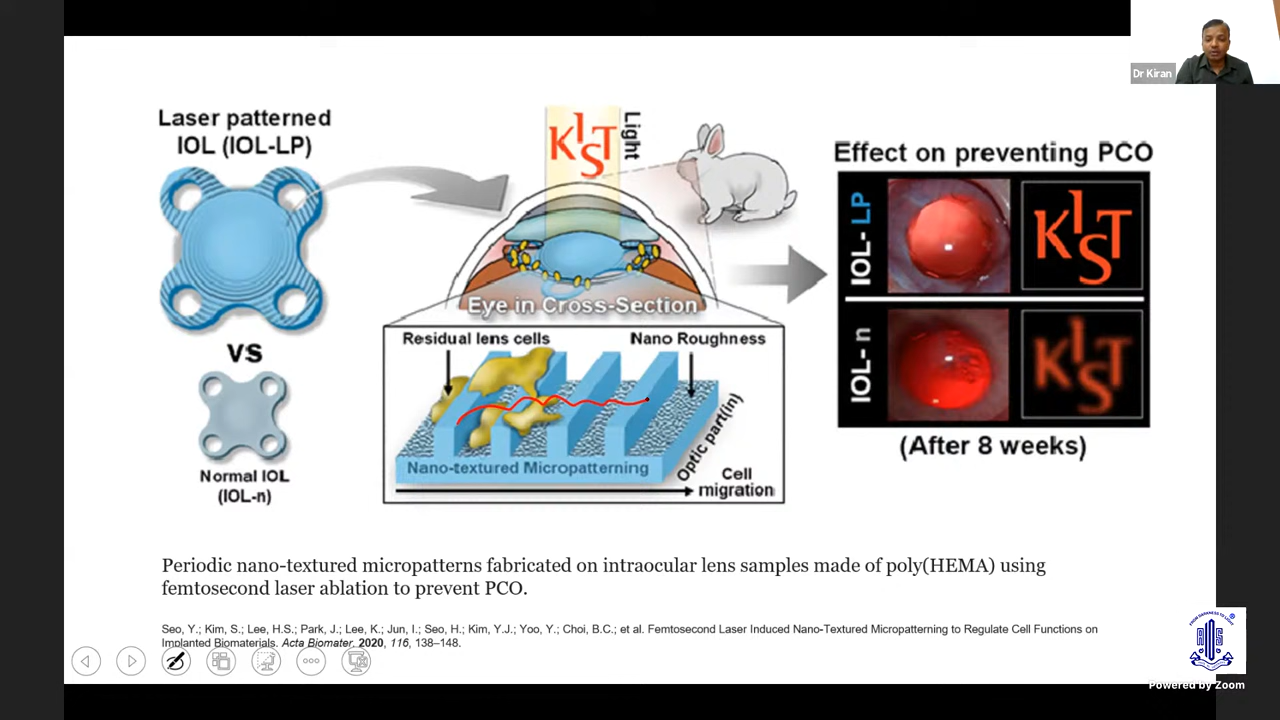 Dr Kiran
Laser patterned
IOL (IOL-LP)
VS
Normal IOL
(IOL-n)
KIST
Light
Eye in Cross-Section
Residual lens cells
Nano Roughness
Nano-textured Micropatterning
Optic part(in)
Cell
migration
Effect on preventing PCO
IOL-LP
KIST
IOL-n
KIST
(After 8 weeks)
Periodic nano-textured micropatterns fabricated on intraocular lens samples made of poly(HEMA) using
femtosecond laser ablation to prevent PCO.
Seo, Y.; Kim, S.; Lee, H.S.; Park, J.; Lee, K.; Jun, I.; Seo, H.; Kim, Y.J.; Yoo, Y.; Choi, B.C.; et al. Femtosecond Laser Induced Nano-Textured Micropatterning to Regulate Cell Functions on
Implanted Biomaterials. Acta Biomater. 2020, 116, 138–148.
Powered by Zoom